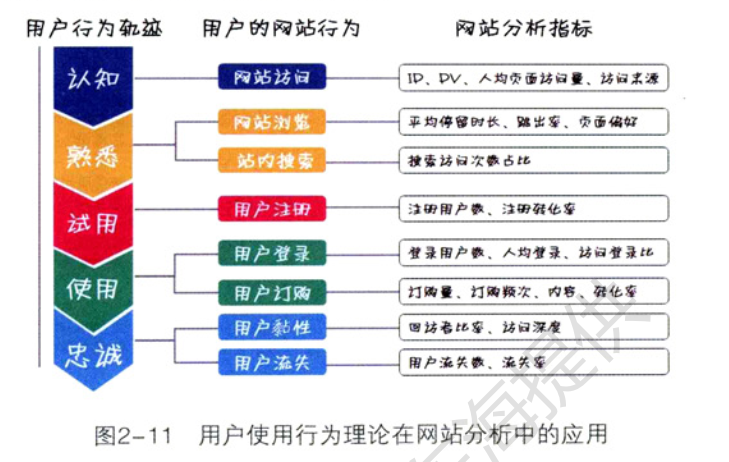 用户行为轨迹 用户的网站行为 网站分析指标
认知 网站访问 ID、PV、人均页面访问量、访问来源
熟悉
网站浏览 平均停留时长、跳出率、页面偏好
站内搜索 搜索访问次数占比
试用 用户注册 注册用户数、注册转化率
使用
用户登录 登录用户数、人均登录、访问登录比
用户订购 订购量、订购频次、内容、转化率
忠诚
用户黏性 回访者比率、访问深度
用户流失 用户流失数、流失率
图2-11 用户使用行为理论在网站分析中的应用
海提供